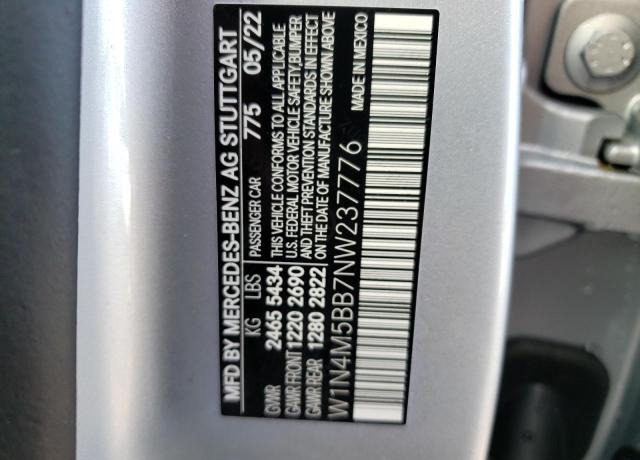 MFD BY MERCEDES-BENZ AG STUTTGART
KG LBS PASSENGER CAR 775 05/22
GVWR 2465 5434 THIS VEHICLE CONFORMS TO ALL APPLICABLE
U.S. FEDERAL MOTOR VEHICLE SAFETY,BUMPER
GAWR FRONT 1220 2690 AND THEFT PREVENTION STANDARDS IN EFFECT
GAWR REAR 1280 2822 ON THE DATE OF MANUFACTURE SHOWN ABOVE
W1N4M5BB7NW237776 MADE IN MEXICO